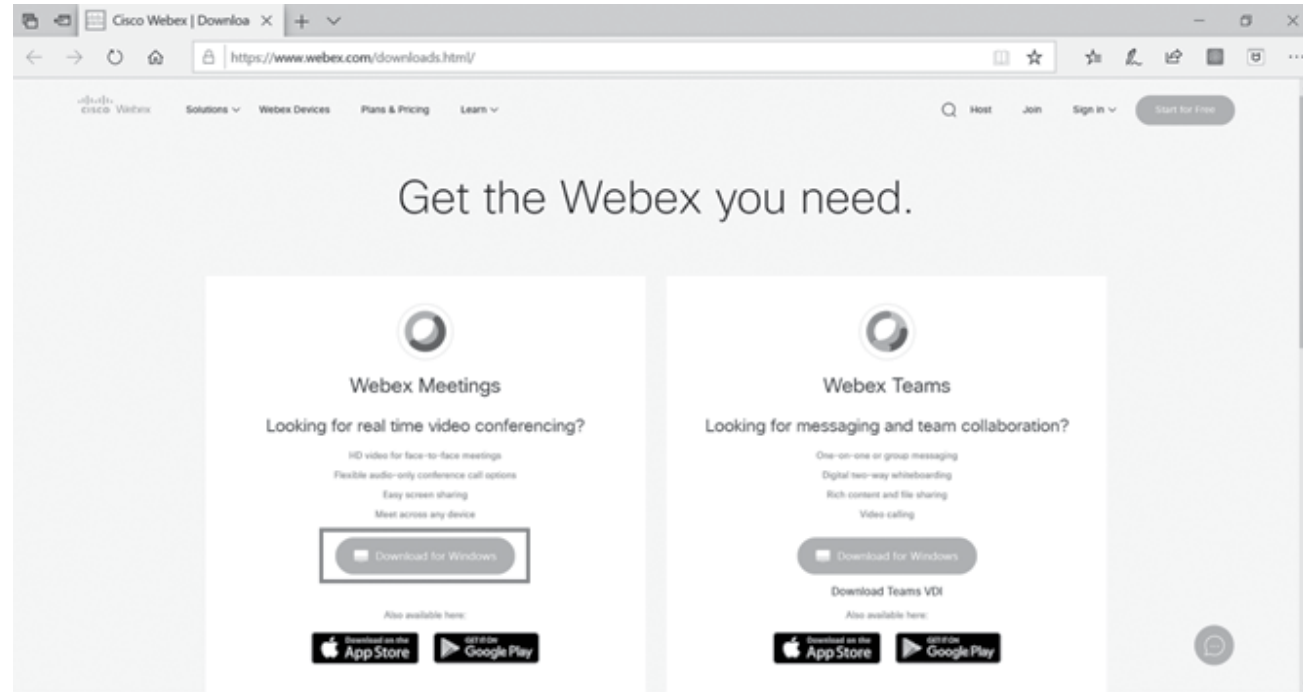 Cisco Webex | Downloa
https://www.webex.com/downloads.html/
cisco Webex Solutions Webex Devices Plans & Pricing Learn Host Join Sign in Start for Free
Get the Webex you need.
Webex Meetings
Looking for real time video conferencing?
HD video for face-to-face meetings
Flexible audio-only conference call options
Easy screen sharing
Meet across any device
Download for Windows
Also available here:
Download on the App Store GET IT ON Google Play
Webex Teams
Looking for messaging and team collaboration?
One-on-one or group messaging
Digital two-way whiteboarding
Rich content and file sharing
Video calling
Download for Windows
Download Teams VDI
Also available here:
Download on the App Store GET IT ON Google Play